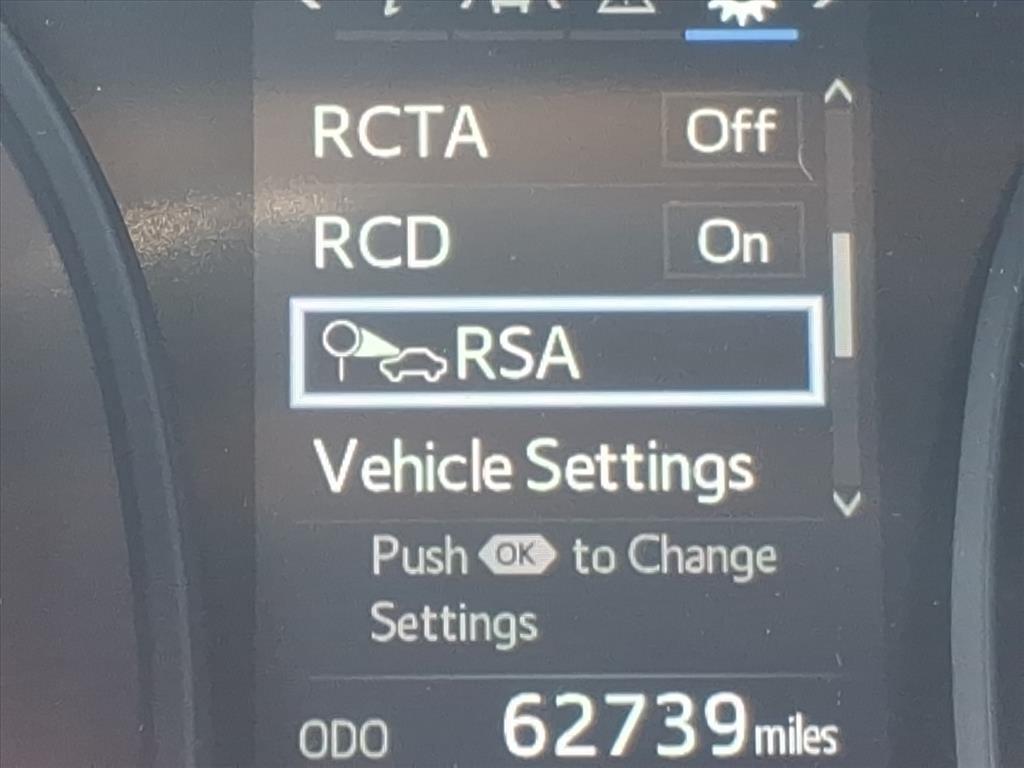 RCTA Off
RCD On
RSA
Vehicle Settings
Push OK to Change
Settings
ODO 62739 miles